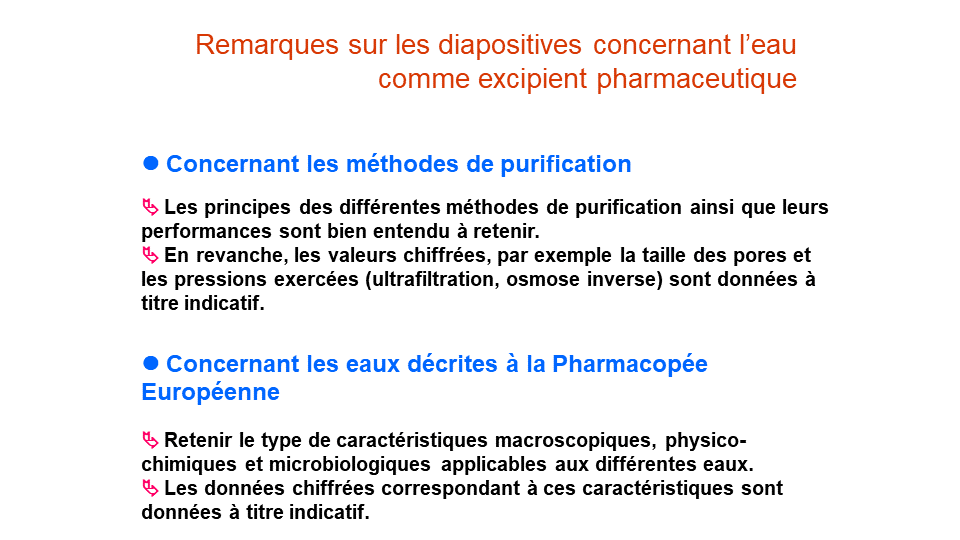 Remarques sur les diapositives concernant l’eau
comme excipient pharmaceutique
● Concernant les méthodes de purification
Les principes des différentes méthodes de purification ainsi que leurs
performances sont bien entendu à retenir.
En revanche, les valeurs chiffrées, par exemple la taille des pores et
les pressions exercées (ultrafiltration, osmose inverse) sont données à
titre indicatif.
● Concernant les eaux décrites à la Pharmacopée
Européenne
Retenir le type de caractéristiques macroscopiques, physico-
chimiques et microbiologiques applicables aux différentes eaux.
Les données chiffrées correspondant à ces caractéristiques sont
données à titre indicatif.